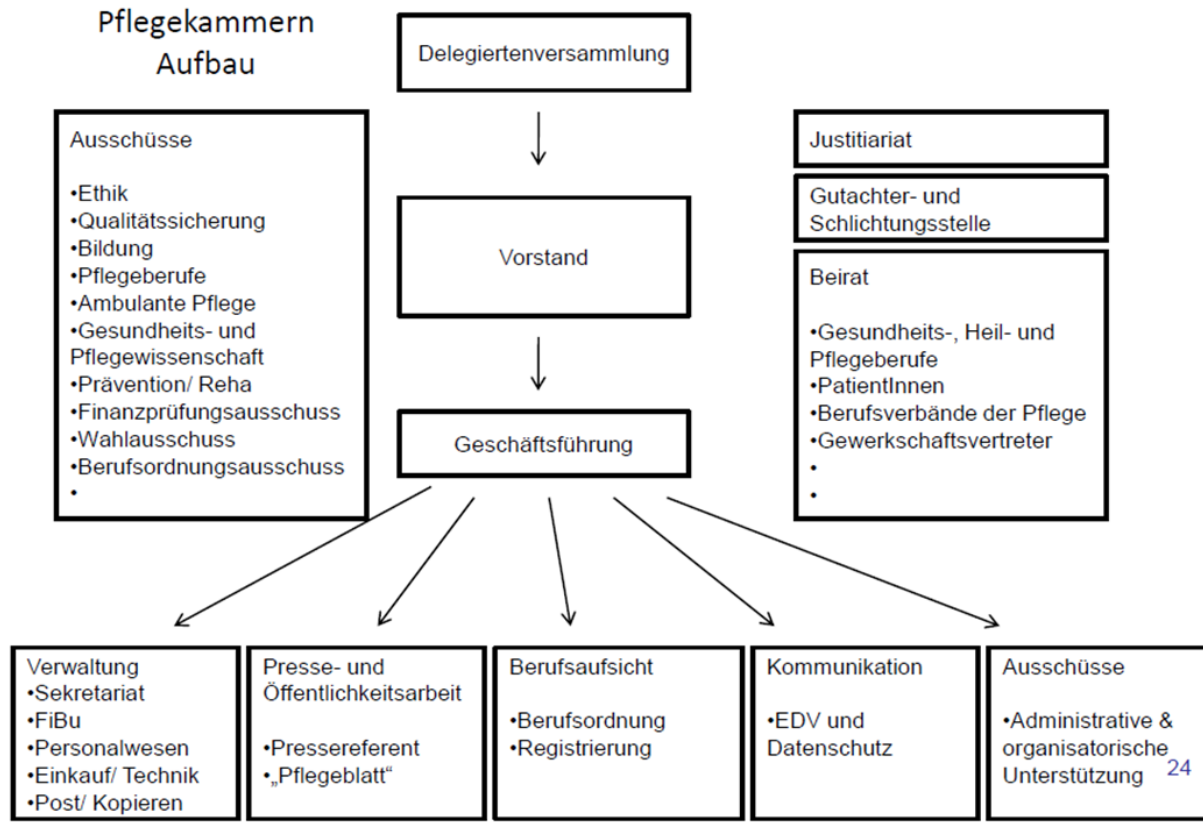 Pflegekammern
Aufbau
Delegiertenversammlung
Ausschüsse
•Ethik
•Qualitätssicherung
•Bildung
•Pflegeberufe
•Ambulante Pflege
•Gesundheits- und
Pflegewissenschaft
•Prävention/ Reha
•Finanzprüfungsausschuss
•Wahlausschuss
•Berufsordnungsausschuss
•
Vorstand
Geschäftsführung
Justitiariat
Gutachter- und
Schlichtungsstelle
Beirat
•Gesundheits-, Heil- und
Pflegeberufe
•PatientInnen
•Berufsverbände der Pflege
•Gewerkschaftsvertreter
•
•
Verwaltung
•Sekretariat
•FiBu
•Personalwesen
•Einkauf/ Technik
•Post/ Kopieren
Presse- und
Öffentlichkeitsarbeit
•Pressereferent
•„Pflegeblatt“
Berufsaufsicht
•Berufsordnung
•Registrierung
Kommunikation
•EDV und
Datenschutz
Ausschüsse
•Administrative &
organisatorische
Unterstützung
24